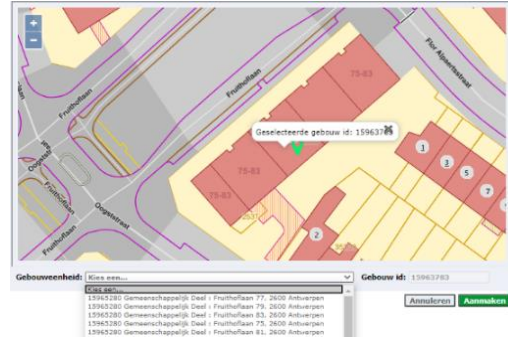 +
−
Fruithoflaan
Fruithoflaan
Flor Alpaertsstraat
79-83
Geselecteerde gebouw id: 1596378
75-83
75-83
1
3
5
7
2
Fruithoflaan
Oogststraat
Oogststraat
Fruithoflaan
Gebouweenheid: Kies een... Gebouw id: 15963783
Kies een...
15965280 Gemeenschappelijk Deel : Fruithoflaan 77, 2600 Antwerpen
15965280 Gemeenschappelijk Deel : Fruithoflaan 79, 2600 Antwerpen
15965280 Gemeenschappelijk Deel : Fruithoflaan 83, 2600 Antwerpen
15965280 Gemeenschappelijk Deel : Fruithoflaan 75, 2600 Antwerpen
15965280 Gemeenschappelijk Deel : Fruithoflaan 81, 2600 Antwerpen
Annuleren Aanmaken